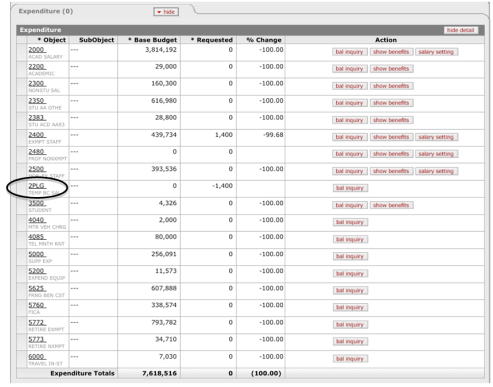 Expenditure (0) hide
Expenditure hide detail
* Object SubObject * Base Budget * Requested % Change Action
2000 --- 3,814,192 0 -100.00 bal inquiry show benefits salary setting
ACAD SALARY
2200 --- 29,000 0 -100.00 bal inquiry show benefits
ACADEMIC
2300 --- 160,300 0 -100.00 bal inquiry show benefits
NONSTU SAL
2350 --- 616,980 0 -100.00 bal inquiry show benefits
STU AA OTHE
2383 --- 28,800 0 -100.00 bal inquiry show benefits
STU ACD AA83
2400 --- 439,734 1,400 -99.68 bal inquiry show benefits salary setting
EXMPT STAFF
2480 --- 0 0 bal inquiry show benefits
PROF NONXMPT
2500 --- 393,536 0 -100.00 bal inquiry show benefits salary setting
STAFF
2PLG --- 0 -1,400 bal inquiry
TEMP BC
3500 --- 4,326 0 -100.00 bal inquiry show benefits
STUDENT
4040 --- 2,000 0 -100.00 bal inquiry
MTR VEH CHRG
4085 --- 80,000 0 -100.00 bal inquiry
TEL MNTH RNT
5000 --- 256,091 0 -100.00 bal inquiry
SUPP EXP
5200 --- 11,573 0 -100.00 bal inquiry
EXPEND EQUIP
5625 --- 607,888 0 -100.00 bal inquiry
FRNG BEN CST
5760 --- 338,574 0 -100.00 bal inquiry
FICA
5772 --- 793,782 0 -100.00 bal inquiry
RETIRE EXMPT
5773 --- 34,710 0 -100.00 bal inquiry
RETIRE NXMPT
6000 --- 7,030 0 -100.00 bal inquiry
TRAVEL IN-ST
Expenditure Totals 7,618,516 0 (100.00)